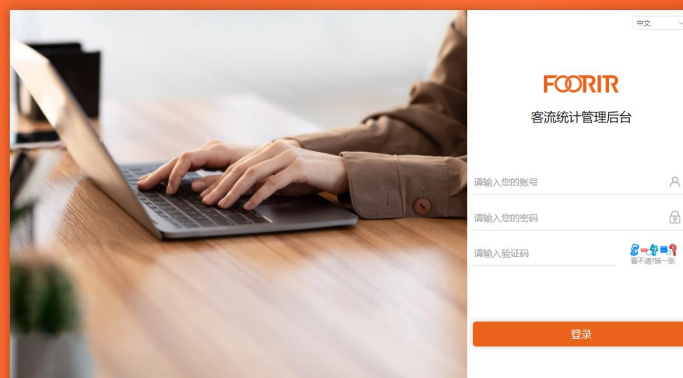 中文
FOORIR
客流统计管理后台
请输入您的账号
请输入您的密码
请输入验证码
5-4=?
看不清?换一张
登录